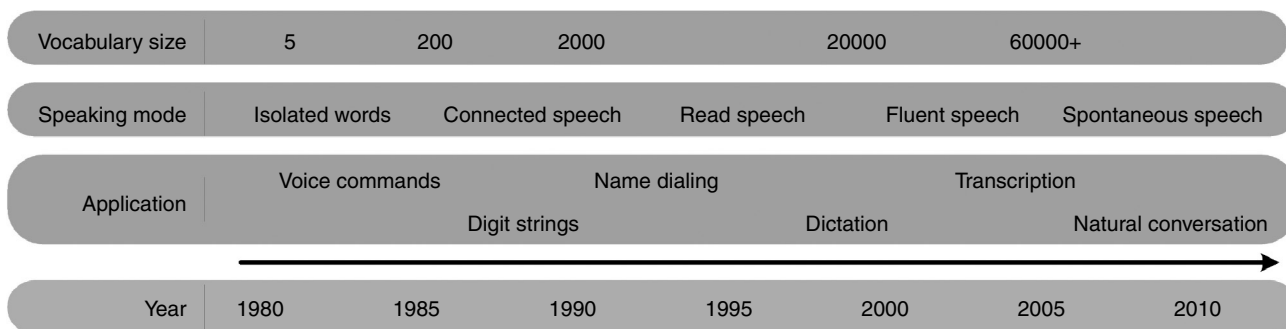 Vocabulary size 5 200 2000 20000 60000+
Speaking mode Isolated words Connected speech Read speech Fluent speech Spontaneous speech
Voice commands Name dialing Transcription
Application
Digit strings Dictation Natural conversation
Year 1980 1985 1990 1995 2000 2005 2010